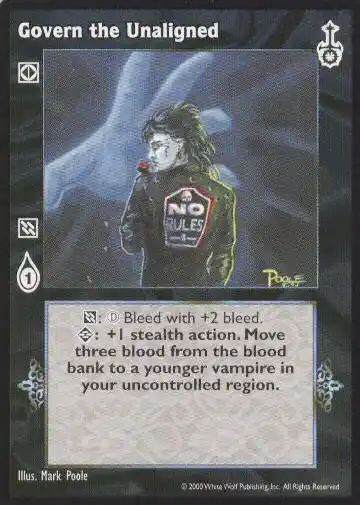 Govern the Unaligned
NO
RULES
POOLE
1
: Ⓓ Bleed with +2 bleed.
: +1 stealth action. Move
three blood from the blood
bank to a younger vampire in
your uncontrolled region.
Illus. Mark Poole
© 2000 White Wolf Publishing, Inc. All Rights Reserved